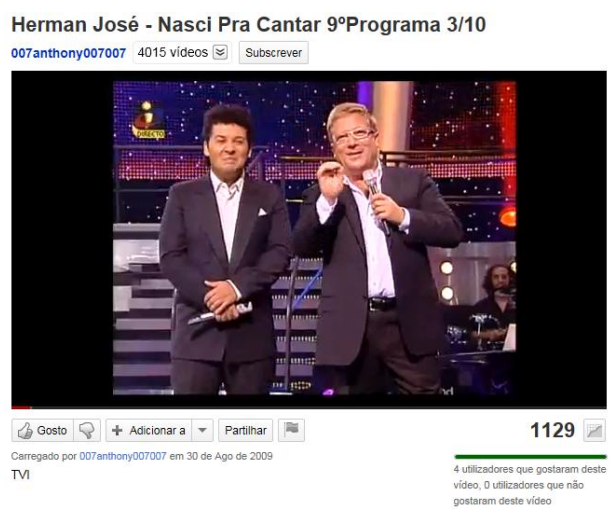 Herman José - Nasci Pra Cantar 9ºPrograma 3/10
007anthony007007 4015 vídeos Subscrever
DIRECTO
Gosto Adicionar a Partilhar 1129
Carregado por 007anthony007007 em 30 de Ago de 2009
TVI
4 utilizadores que gostaram deste
vídeo, 0 utilizadores que não
gostaram deste vídeo